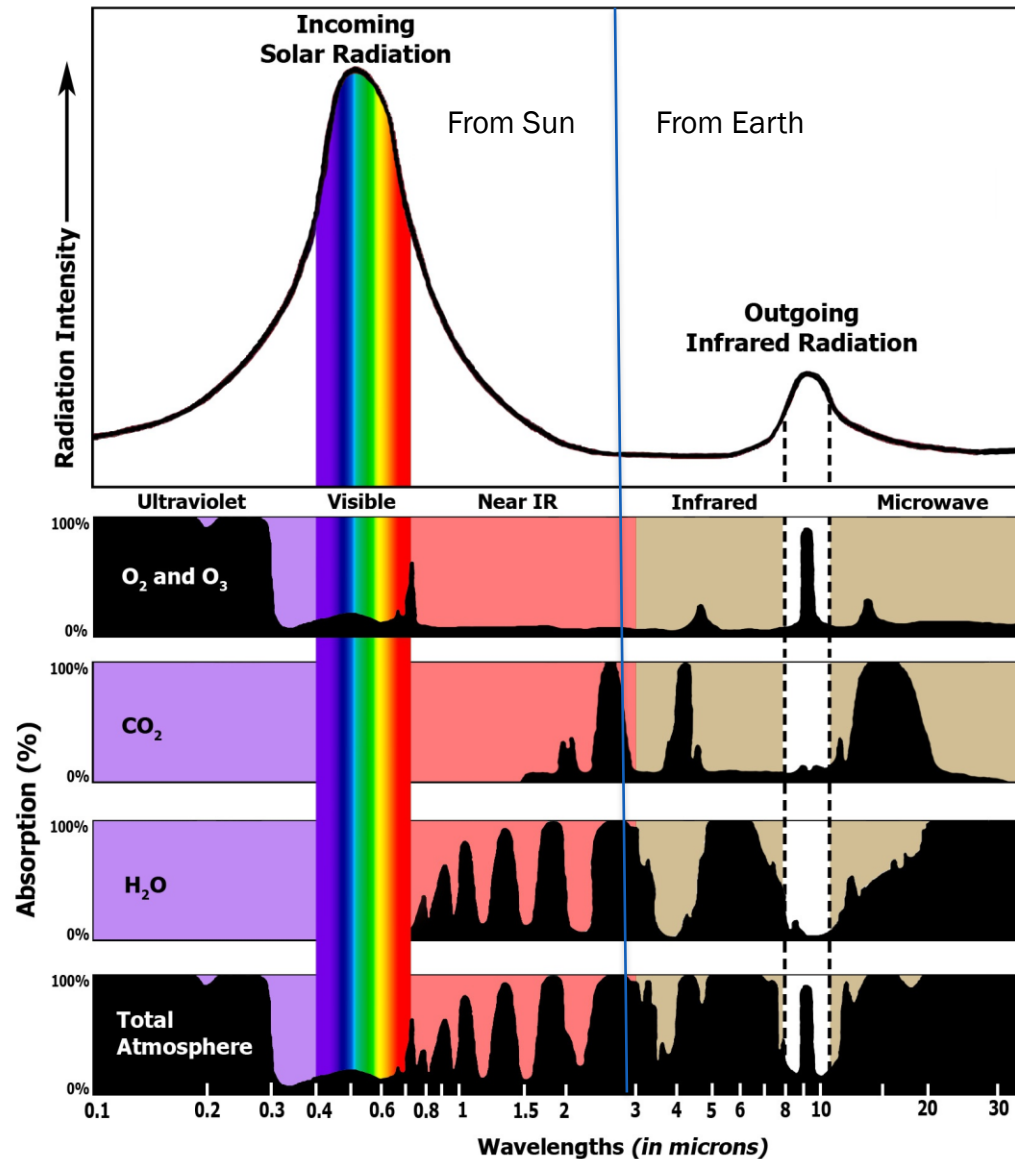 Incoming
Solar Radiation
From Sun
From Earth
Radiation Intensity
Outgoing
Infrared Radiation
Ultraviolet Visible Near IR Infrared Microwave
100%
O₂ and O₃
0%
100%
CO₂
0%
Absorption (%)
100%
H₂O
0%
100%
Total
Atmosphere
0%
0.1 0.2 0.3 0.4 0.6 0.8 1 1.5 2 3 4 5 6 8 10 20 30
Wavelengths (in microns)